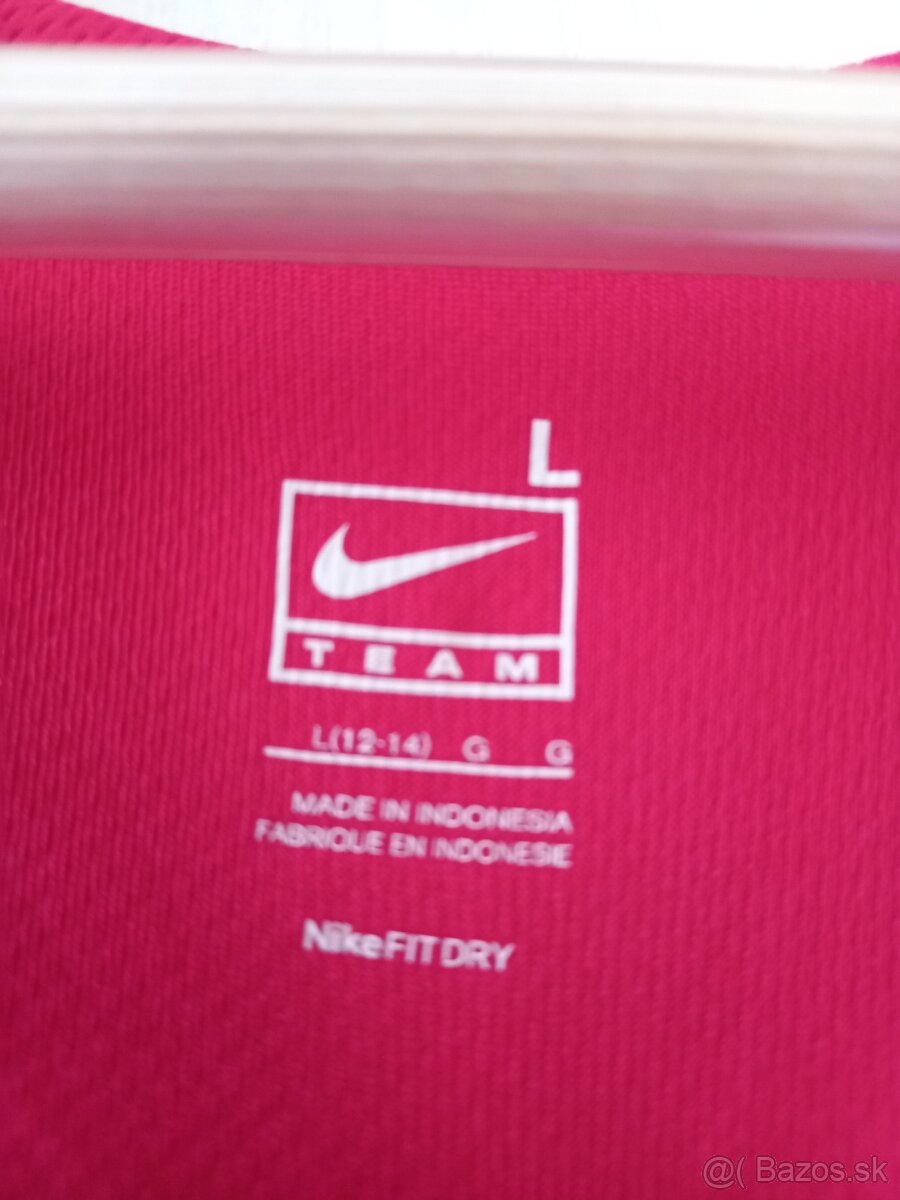 L
TEAM
L(12-14) G G
MADE IN INDONESIA
FABRIQUE EN INDONESIE
NikeFITDRY
@( Bazos.sk